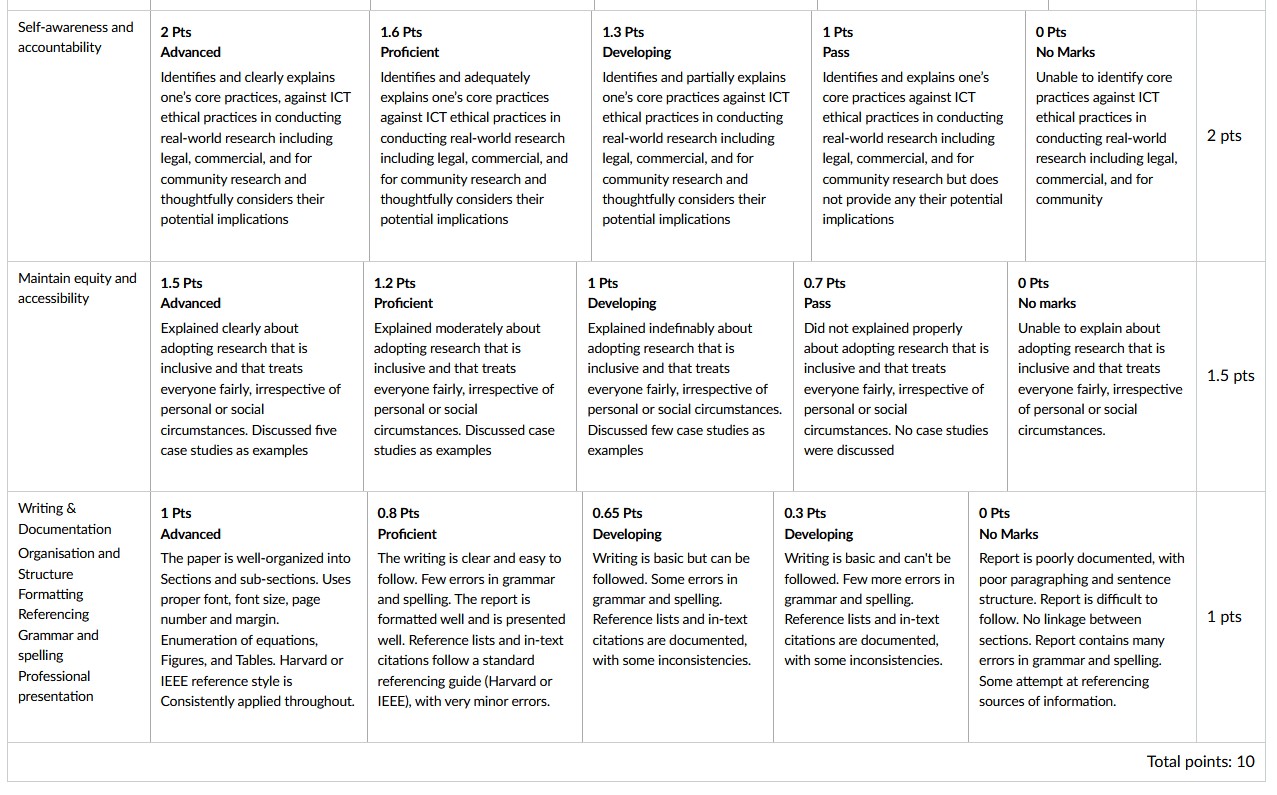 Self-awareness and
accountability
2 Pts
Advanced
Identifies and clearly explains
one's core practices, against ICT
ethical practices in conducting
real-world research including
legal, commercial, and for
community research and
thoughtfully considers their
potential implications
1.6 Pts
Proficient
Identifies and adequately
explains one's core practices
against ICT ethical practices in
conducting real-world research
including legal, commercial, and
for community research and
thoughtfully considers their
potential implications
1.3 Pts
Developing
Identifies and partially explains
one's core practices against ICT
ethical practices in conducting
real-world research including
legal, commercial, and for
community research and
thoughtfully considers their
potential implications
1 Pts
Pass
Identifies and explains one's
core practices against ICT
ethical practices in conducting
real-world research including
legal, commercial, and for
community research but does
not provide any their potential
implications
0 Pts
No Marks
Unable to identify core
practices against ICT
ethical practices in
conducting real-world
research including legal,
commercial, and for
community
2 pts
Maintain equity and
accessibility
1.5 Pts
Advanced
Explained clearly about
adopting research that is
inclusive and that treats
everyone fairly, irrespective of
personal or social
circumstances. Discussed five
case studies as examples
1.2 Pts
Proficient
Explained moderately about
adopting research that is
inclusive and that treats
everyone fairly, irrespective of
personal or social
circumstances. Discussed case
studies as examples
1 Pts
Developing
Explained indefinably about
adopting research that is
inclusive and that treats
everyone fairly, irrespective of
personal or social circumstances.
Discussed few case studies as
examples
0.7 Pts
Pass
Did not explained properly
about adopting research that is
inclusive and that treats
everyone fairly, irrespective of
personal or social
circumstances. No case studies
were discussed
0 Pts
No marks
Unable to explain about
adopting research that is
inclusive and that treats
everyone fairly, irrespective
of personal or social
circumstances.
1.5 pts
Writing &
Documentation
Organisation and
Structure
Formatting
Referencing
Grammar and
spelling
Professional
presentation
1 Pts
Advanced
The paper is well-organized into
Sections and sub-sections. Uses
proper font, font size, page
number and margin.
Enumeration of equations,
Figures, and Tables. Harvard or
IEEE reference style is
Consistently applied throughout.
0.8 Pts
Proficient
The writing is clear and easy to
follow. Few errors in grammar
and spelling. The report is
formatted well and is presented
well. Reference lists and in-text
citations follow a standard
referencing guide (Harvard or
IEEE), with very minor errors.
0.65 Pts
Developing
Writing is basic but can be
followed. Some errors in
grammar and spelling.
Reference lists and in-text
citations are documented,
with some inconsistencies.
0.3 Pts
Developing
Writing is basic and can't be
followed. Few more errors in
grammar and spelling.
Reference lists and in-text
citations are documented,
with some inconsistencies.
0 Pts
No Marks
Report is poorly documented, with
poor paragraphing and sentence
structure. Report is difficult to
follow. No linkage between
sections. Report contains many
errors in grammar and spelling.
Some attempt at referencing
sources of information.
1 pts
Total points: 10